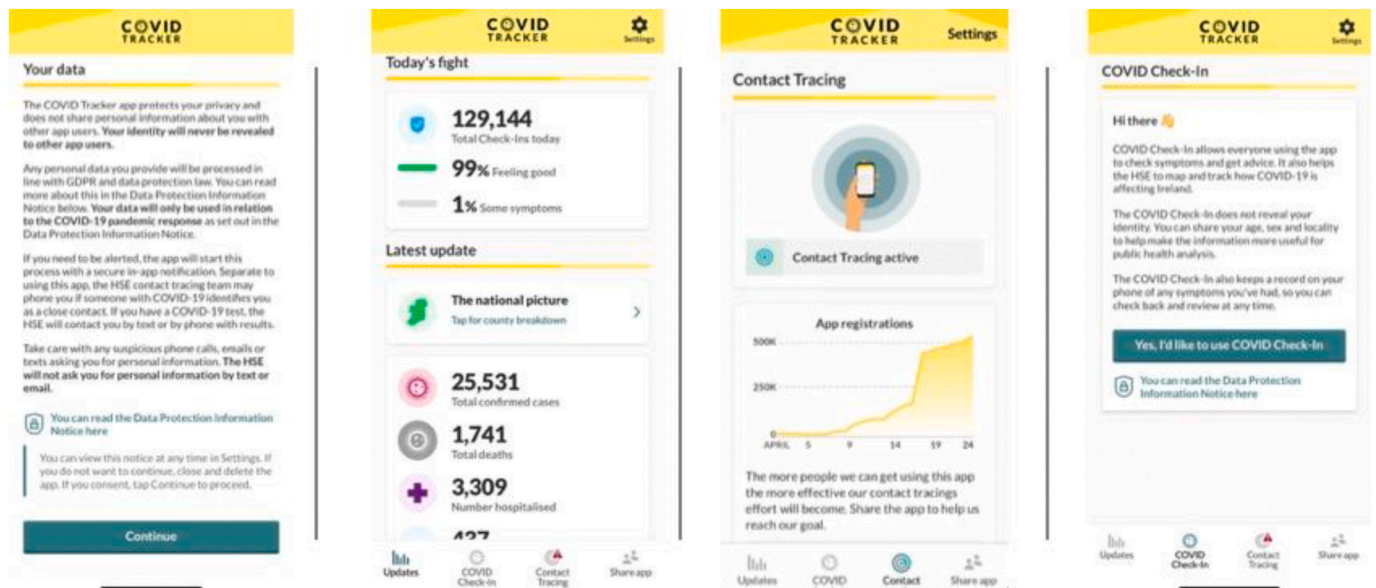 COVID
TRACKER
Your data
The COVID Tracker app protects your privacy and
does not share personal information about you with
other app users. Your identity will never be revealed
to other app users.
Any personal data you provide will be processed in
line with GDPR and data protection law. You can read
more about this in the Data Protection Information
Notice below. Your data will only be used in relation
to the COVID-19 pandemic response as set out in the
Data Protection Information Notice.
If you need to be alerted, the app will start this
process with a secure in-app notification. Separate to
using this app, the HSE contact tracing team may
phone you if someone with COVID-19 identifies you
as a close contact. If you have a COVID-19 test, the
HSE will contact you by text or by phone with results.
Take care with any suspicious phone calls, emails or
texts asking you for personal information. The HSE
will not ask you for personal information by text or
email.
You can read the Data Protection Information
Notice here
You can view this notice at any time in Settings. If
you do not want to continue, close and delete the
app. If you consent, tap Continue to proceed.
Continue
COVID
TRACKER
Settings
Today's fight
129,144
Total Check-Ins today
99% Feeling good
1% Some symptoms
Latest update
The national picture
Tap for county breakdown
25,531
Total confirmed cases
1,741
Total deaths
3,309
Number hospitalised
427
Updates
COVID
Check-In
Contact
Tracing
Share app
COVID
TRACKER
Settings
Contact Tracing
Contact Tracing active
App registrations
500K
250K
0
APRIL 5 9 14 19 24
The more people we can get using this app
the more effective our contact tracings
effort will become. Share the app to help us
reach our goal.
Updates
COVID
Contact
Share app
COVID
TRACKER
Settings
COVID Check-In
Hi there 👋
COVID Check-In allows everyone using the app
to check symptoms and get advice. It also helps
the HSE to map and track how COVID-19 is
affecting Ireland.
The COVID Check-In does not reveal your
identity. You can share your age, sex and locality
to help make the information more useful for
public health analysis.
The COVID Check-In also keeps a record on your
phone of any symptoms you've had, so you can
check back and review at any time.
Yes, I'd like to use COVID Check-In
You can read the Data Protection
Information Notice here
Updates
COVID
Check-In
Contact
Tracing
Share app